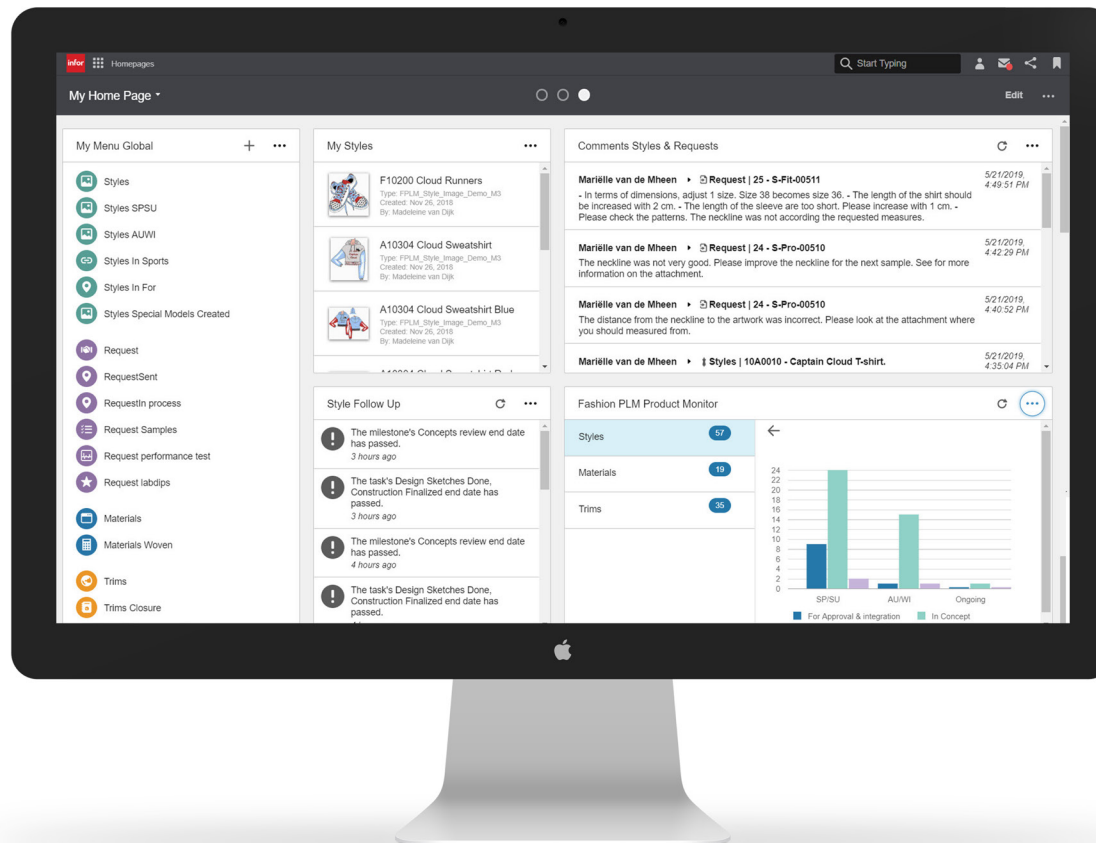 infor
Homepages
Start Typing
My Home Page
Edit
My Menu Global
Styles
Styles SPSU
Styles AUWI
Styles In Sports
Styles In For
Styles Special Models Created
Request
RequestSent
RequestIn process
Request Samples
Request performance test
Request labdips
Materials
Materials Woven
Trims
Trims Closure
My Styles
F10200 Cloud Runners
Type: FPLM_Style_Image_Demo_M3
Created: Nov 26, 2018
By: Madeleine van Dijk
A10304 Cloud Sweatshirt
Type: FPLM_Style_Image_Demo_M3
Created: Nov 26, 2018
By: Madeleine van Dijk
A10304 Cloud Sweatshirt Blue
Type: FPLM_Style_Image_Demo_M3
Created: Nov 26, 2018
By: Madeleine van Dijk
Comments Styles & Requests
Mariëlle van de Mheen Request | 25 - S-Fit-00511
5/21/2019,
4:49:51 PM
- In terms of dimensions, adjust 1 size. Size 38 becomes size 36. - The length of the shirt should
be increased with 2 cm. - The length of the sleeve are too short. Please increase with 1 cm. -
Please check the patterns. The neckline was not according the requested measures.
Mariëlle van de Mheen Request | 24 - S-Pro-00510
5/21/2019,
4:42:29 PM
The neckline was not very good. Please improve the neckline for the next sample. See for more
information on the attachment.
Mariëlle van de Mheen Request | 24 - S-Pro-00510
5/21/2019,
4:40:52 PM
The distance from the neckline to the artwork was incorrect. Please look at the attachment where
you should measured from.
Mariëlle van de Mheen Styles | 10A0010 - Captain Cloud T-shirt.
5/21/2019,
4:35:04 PM
Style Follow Up
The milestone's Concepts review end date
has passed.
3 hours ago
The task's Design Sketches Done,
Construction Finalized end date has
passed.
3 hours ago
The milestone's Concepts review end date
has passed.
4 hours ago
The task's Design Sketches Done,
Construction Finalized end date has
passed.
Fashion PLM Product Monitor
Styles 57
Materials 19
Trims 35
24
22
20
18
16
14
12
10
8
6
4
2
0
SP/SU AU/WI Ongoing
For Approval & integration In Concept